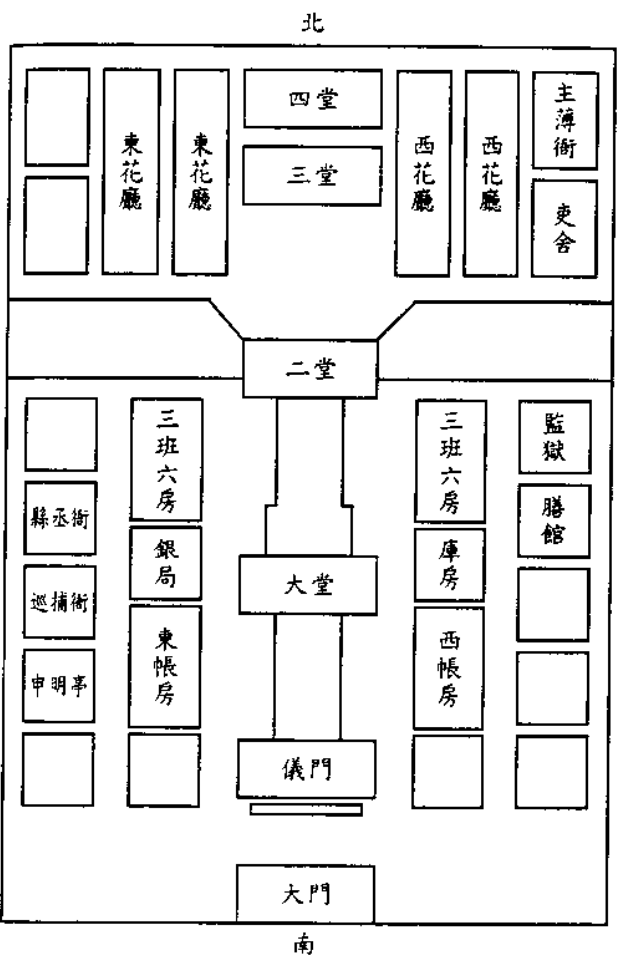 北
四堂
三堂
東花廳
東花廳
西花廳
西花廳
主薄衙
吏舍
二堂
三班六房
三班六房
監獄
縣丞衙
銀局
庫房
膳館
巡捕衙
大堂
申明亭
東帳房
西帳房
儀門
大門
南